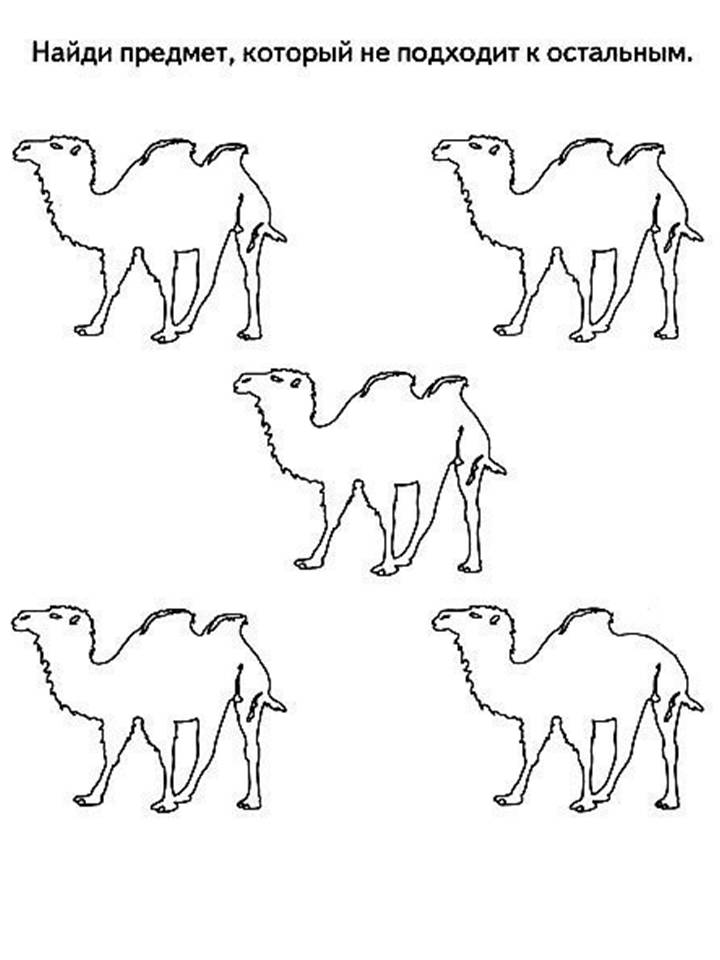 Найди предмет, который не подходит к остальным.